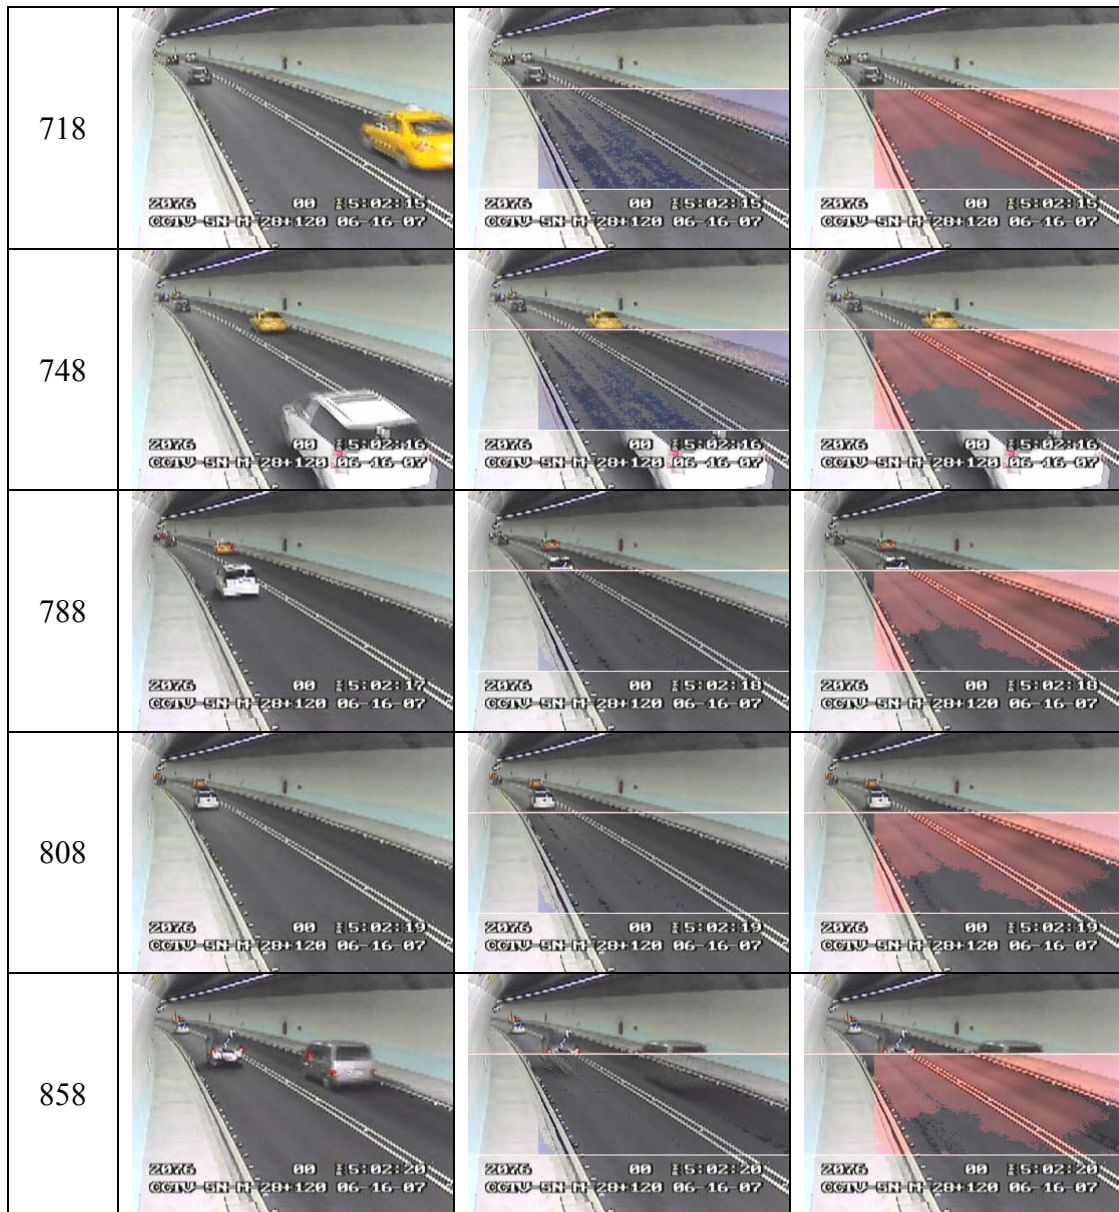 718
2076 00 15:02:15 2076 00 15:02:15 2076 00 15:02:15
CCTV 5N M 28+120 06-16-07 CCTV 5N M 28+120 06-16-07 CCTV 5N M 28+120 06-16-07
748
2076 00 15:02:16 2076 00 15:02:16 2076 00 15:02:16
CCTV 5N M 28+120 06-16-07 CCTV 5N M 28+120 06-16-07 CCTV 5N M 28+120 06-16-07
788
2076 00 15:02:17 2076 00 15:02:18 2076 00 15:02:18
CCTV 5N M 28+120 06-16-07 CCTV 5N M 28+120 06-16-07 CCTV 5N M 28+120 06-16-07
808
2076 00 15:02:19 2076 00 15:02:19 2076 00 15:02:19
CCTV 5N M 28+120 06-16-07 CCTV 5N M 28+120 06-16-07 CCTV 5N M 28+120 06-16-07
858
2076 00 15:02:20 2076 00 15:02:20 2076 00 15:02:20
CCTV 5N M 28+120 06-16-07 CCTV 5N M 28+120 06-16-07 CCTV 5N M 28+120 06-16-07